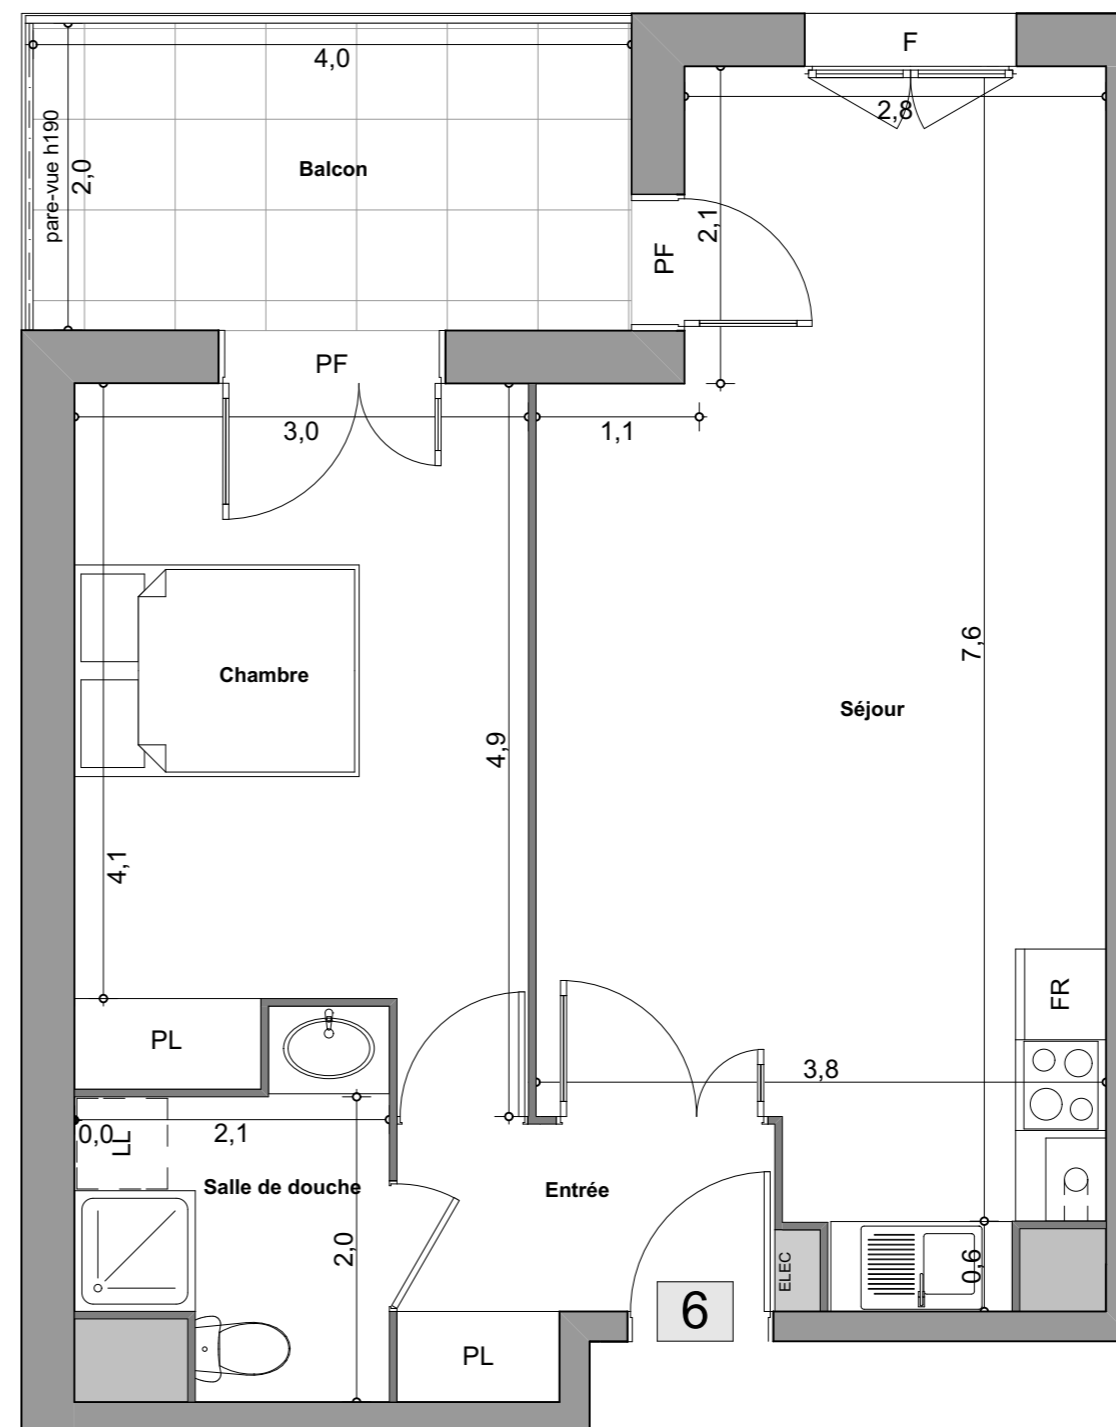 F
4,0
2,8
pare-vue h190
2,0
Balcon
2,1
PF
PF
3,0
1,1
7,6
Chambre
Séjour
4,9
4,1
FR
PL
3,8
0,0
LL
2,1
Salle de douche
Entrée
2,0
ELEC
0,6
6
PL